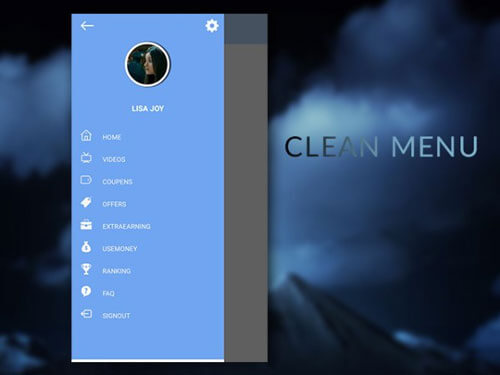 LISA JOY
HOME
VIDEOS
COUPENS
OFFERS
EXTRAEARNING
USEMONEY
RANKING
FAQ
SIGNOUT
CLEAN MENU